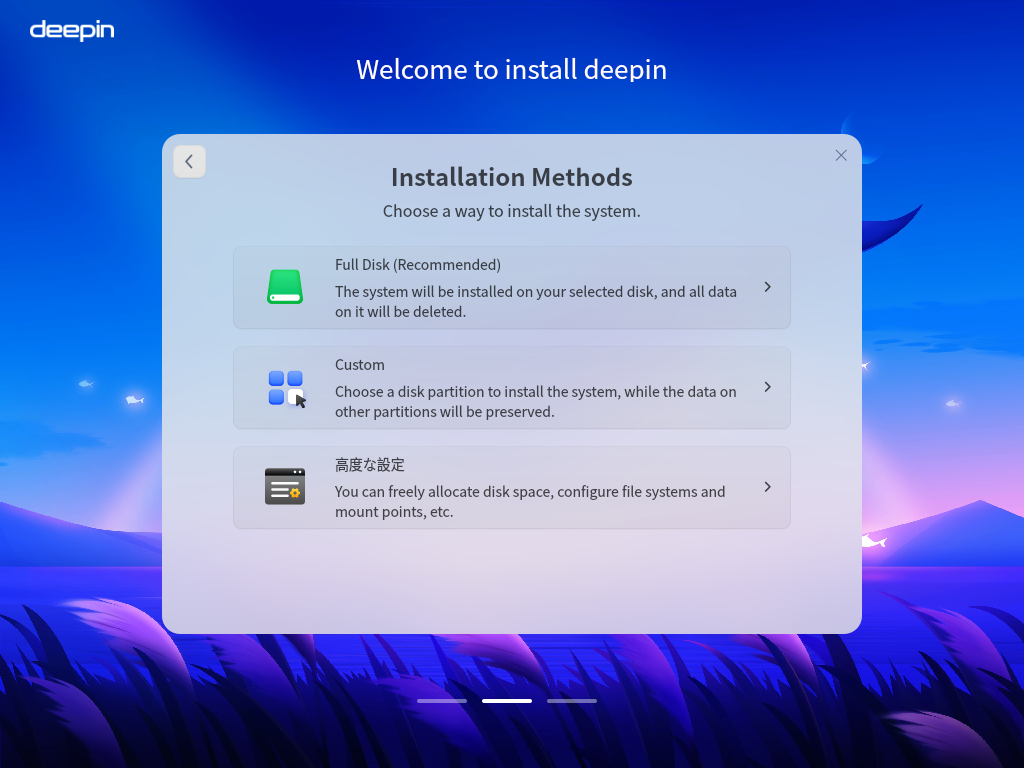 deepin
Welcome to install deepin
Installation Methods
Choose a way to install the system.
Full Disk (Recommended)
The system will be installed on your selected disk, and all data
on it will be deleted.
Custom
Choose a disk partition to install the system, while the data on
other partitions will be preserved.
高度な設定
You can freely allocate disk space, configure file systems and
mount points, etc.